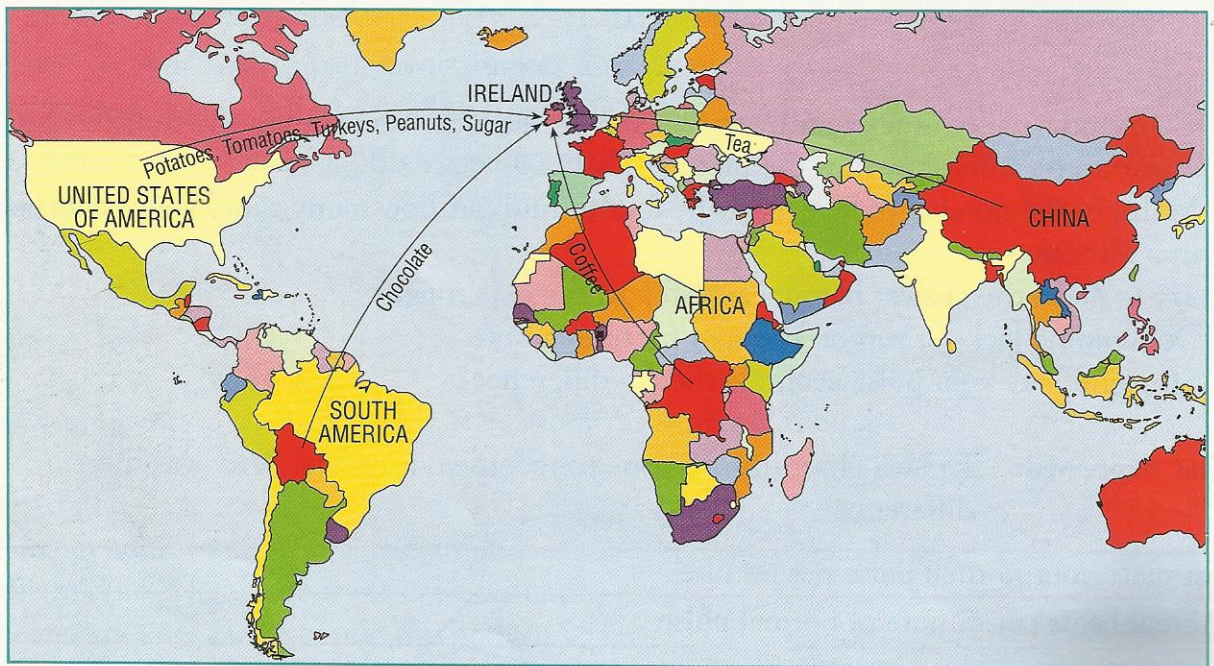 IRELAND
Potatoes, Tomatoes, Turkeys, Peanuts, Sugar
Tea
UNITED STATES
OF AMERICA
CHINA
Chocolate
Coffee
AFRICA
SOUTH
AMERICA